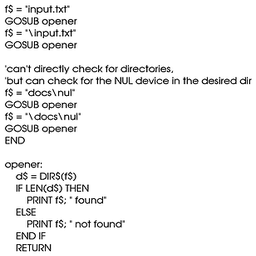 f$ = "input.txt"
GOSUB opener
f$ = "\input.txt"
GOSUB opener

'can't directly check for directories,
'but can check for the NUL device in the desired dir
f$ = "docs\nul"
GOSUB opener
f$ = "\docs\nul"
GOSUB opener
END

opener:
    d$ = DIR$(f$)
    IF LEN(d$) THEN
        PRINT f$; " found"
    ELSE
        PRINT f$; " not found"
    END IF
    RETURN